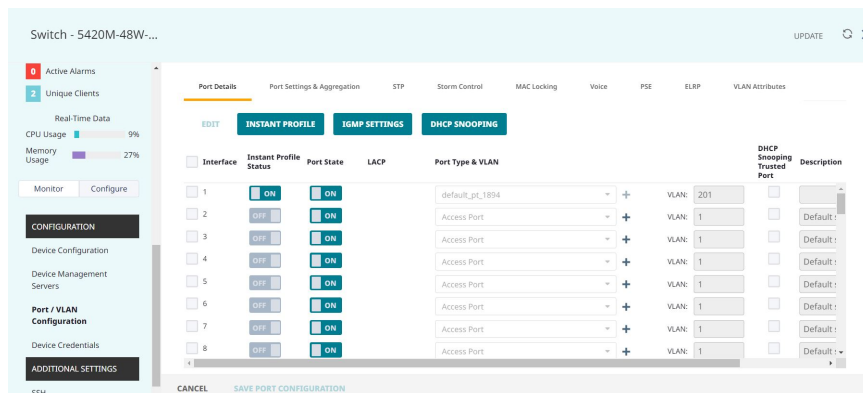 Switch - 5420M-48W-...
UPDATE
0 Active Alarms
2 Unique Clients
Real-Time Data
CPU Usage 9%
Memory Usage 27%
Monitor Configure
CONFIGURATION
Device Configuration
Device Management Servers
Port / VLAN Configuration
Device Credentials
ADDITIONAL SETTINGS
SSH
Port Details Port Settings & Aggregation STP Storm Control MAC Locking Voice PSE ELRP VLAN Attributes
EDIT INSTANT PROFILE IGMP SETTINGS DHCP SNOOPING
Interface Instant Profile Status Port State LACP Port Type & VLAN DHCP Snooping Trusted Port Description
1 ON ON default_pt_1894 + VLAN: 201
2 OFF ON Access Port + VLAN: 1 Default s
3 OFF ON Access Port + VLAN: 1 Default s
4 OFF ON Access Port + VLAN: 1 Default s
5 OFF ON Access Port + VLAN: 1 Default s
6 OFF ON Access Port + VLAN: 1 Default s
7 OFF ON Access Port + VLAN: 1 Default s
8 OFF ON Access Port + VLAN: 1 Default s
CANCEL SAVE PORT CONFIGURATION